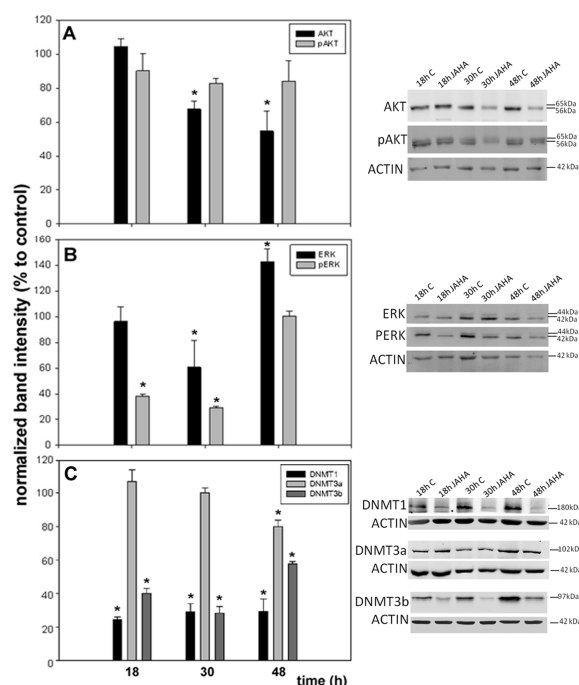 normalized band intensity (% to control)
A
AKT
pAKT
120
100
80
60
40
20
0
*
*
B
ERK
pERK
160
140
120
100
80
60
40
20
0
*
*
*
*
C
DNMT1
DNMT3a
DNMT3b
120
100
80
60
40
20
0
*
*
*
*
*
*
*
18
30
48
time (h)
18h C
18h JAHA
30h C
30h JAHA
48h C
48h JAHA
AKT
65kDa
56kDa
pAKT
65kDa
56kDa
ACTIN
42 kDa
18h C
18h JAHA
30h C
30h JAHA
48h C
48h JAHA
ERK
44kDa
42kDa
PERK
44kDa
42kDa
ACTIN
42 kDa
18h C
18h JAHA
30h C
30h JAHA
48h C
48h JAHA
DNMT1
180kDa
ACTIN
42 kDa
DNMT3a
102kDa
ACTIN
42 kDa
DNMT3b
97kDa
ACTIN
42 kDa